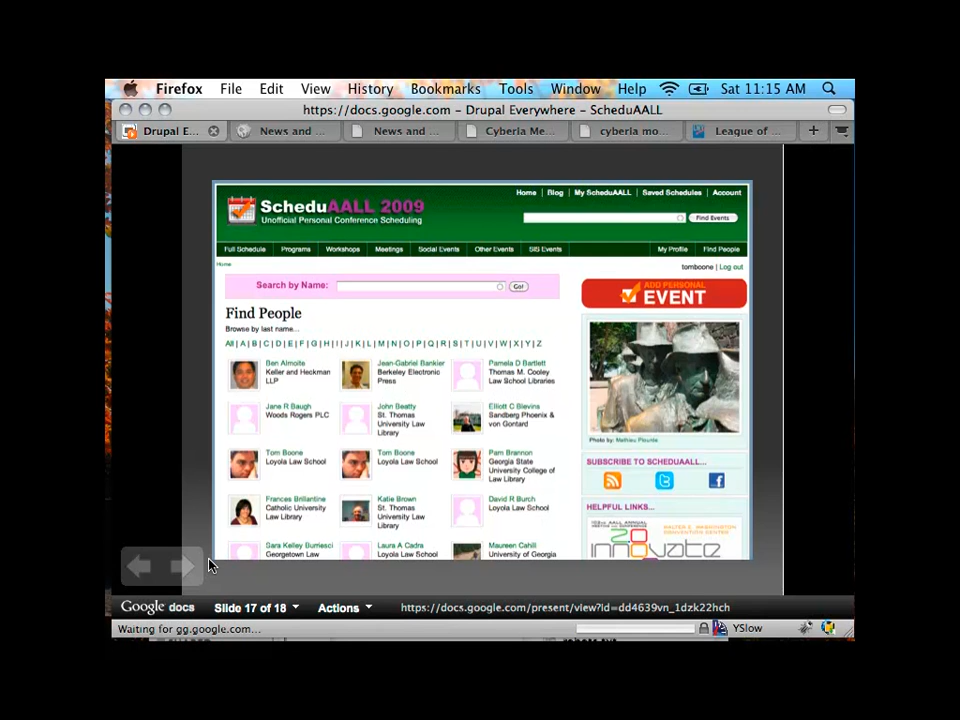 Firefox File Edit View History Bookmarks Tools Window Help Sat 11:15 AM
https://docs.google.com – Drupal Everywhere – ScheduAALL
Drupal E... News and ... News and ... Cyberia Me... cyberia mo... League of ...
Home | Blog | My ScheduAALL | Saved Schedules | Account
ScheduAALL 2009
Unofficial Personal Conference Scheduling
Find Events
Full Schedule Programs Workshops Meetings Social Events Other Events SIS Events My Profile Find People
Home
tomboone | Log out
Search by Name: Go!
ADD PERSONAL
EVENT
Find People
Browse by last name...
All | A | B | C | D | E | F | G | H | I | J | K | L | M | N | O | P | Q | R | S | T | U | V | W | X | Y | Z
Ben Almoite
Keller and Heckman
LLP
Jean-Gabriel Bankier
Berkeley Electronic
Press
Pamela D Bartlett
Thomas M. Cooley
Law School Libraries
Jane R Baugh
Woods Rogers PLC
John Beatty
St. Thomas
University Law
Library
Elliott C Blevins
Sandberg Phoenix &
von Gontard
Tom Boone
Loyola Law School
Tom Boone
Loyola Law School
Pam Brannon
Georgia State
University College of
Law Library
Frances Brillantine
Catholic University
Law Library
Katie Brown
St. Thomas
University Law
Library
David R Burch
Loyola Law School
Sara Kelley Burriesci
Georgetown Law
Laura A Cadra
Loyola Law School
Maureen Cahill
University of Georgia
Photo by: Mathieu Plourde
SUBSCRIBE TO SCHEDUAALL...
HELPFUL LINKS...
innovate
Google docs Slide 17 of 18 Actions https://docs.google.com/present/view?id=dd4639vn_1dzk22hch
Waiting for gg.google.com... YSlow